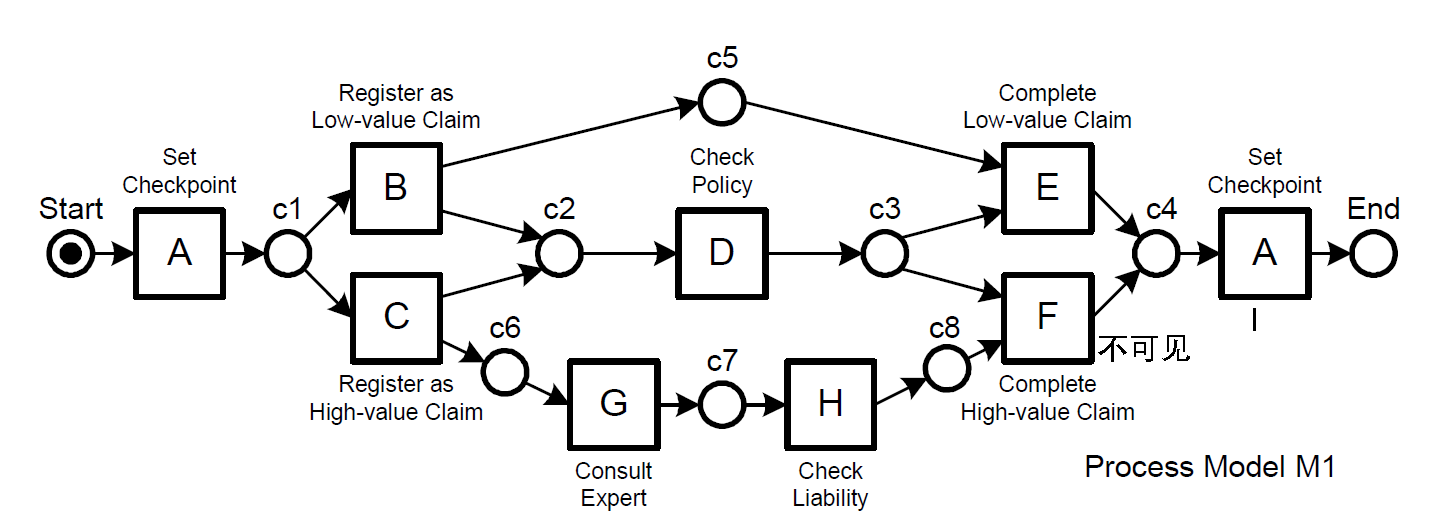 c5
Register as
Low-value Claim
Complete
Low-value Claim
Set
Checkpoint
Check
Policy
Set
Checkpoint
B
E
Start
c1
c2
c3
c4
End
A
D
A
C
c6
c7
c8
F
不可见
I
Register as
High-value Claim
G
H
Complete
High-value Claim
Consult
Expert
Check
Liability
Process Model M1